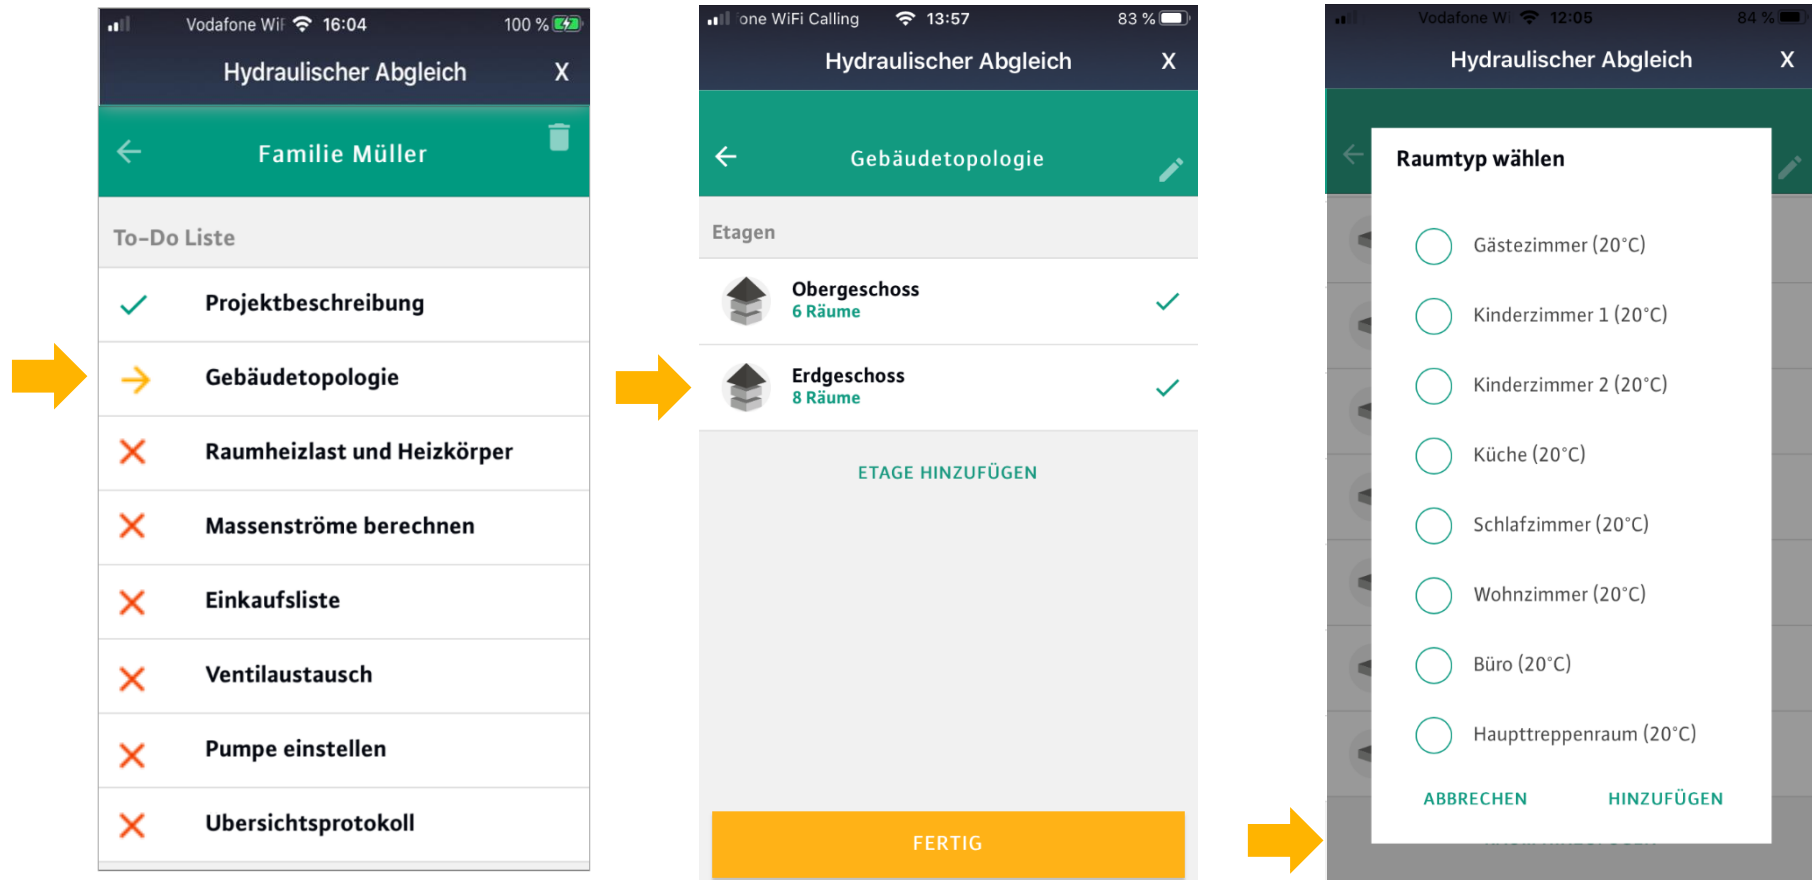 Vodafone WiF 16:04 100 %
Hydraulischer Abgleich X
Familie Müller
To-Do Liste
Projektbeschreibung
Gebäudetopologie
Raumheizlast und Heizkörper
Massenströme berechnen
Einkaufsliste
Ventilaustausch
Pumpe einstellen
Ubersichtsprotokoll
one WiFi Calling 13:57 83 %
Hydraulischer Abgleich X
Gebäudetopologie
Etagen
Obergeschoss
6 Räume
Erdgeschoss
8 Räume
ETAGE HINZUFÜGEN
FERTIG
Vodafone Wi 12:05 84 %
Hydraulischer Abgleich X
Raumtyp wählen
Gästezimmer (20°C)
Kinderzimmer 1 (20°C)
Kinderzimmer 2 (20°C)
Küche (20°C)
Schlafzimmer (20°C)
Wohnzimmer (20°C)
Büro (20°C)
Haupttreppenraum (20°C)
ABBRECHEN HINZUFÜGEN